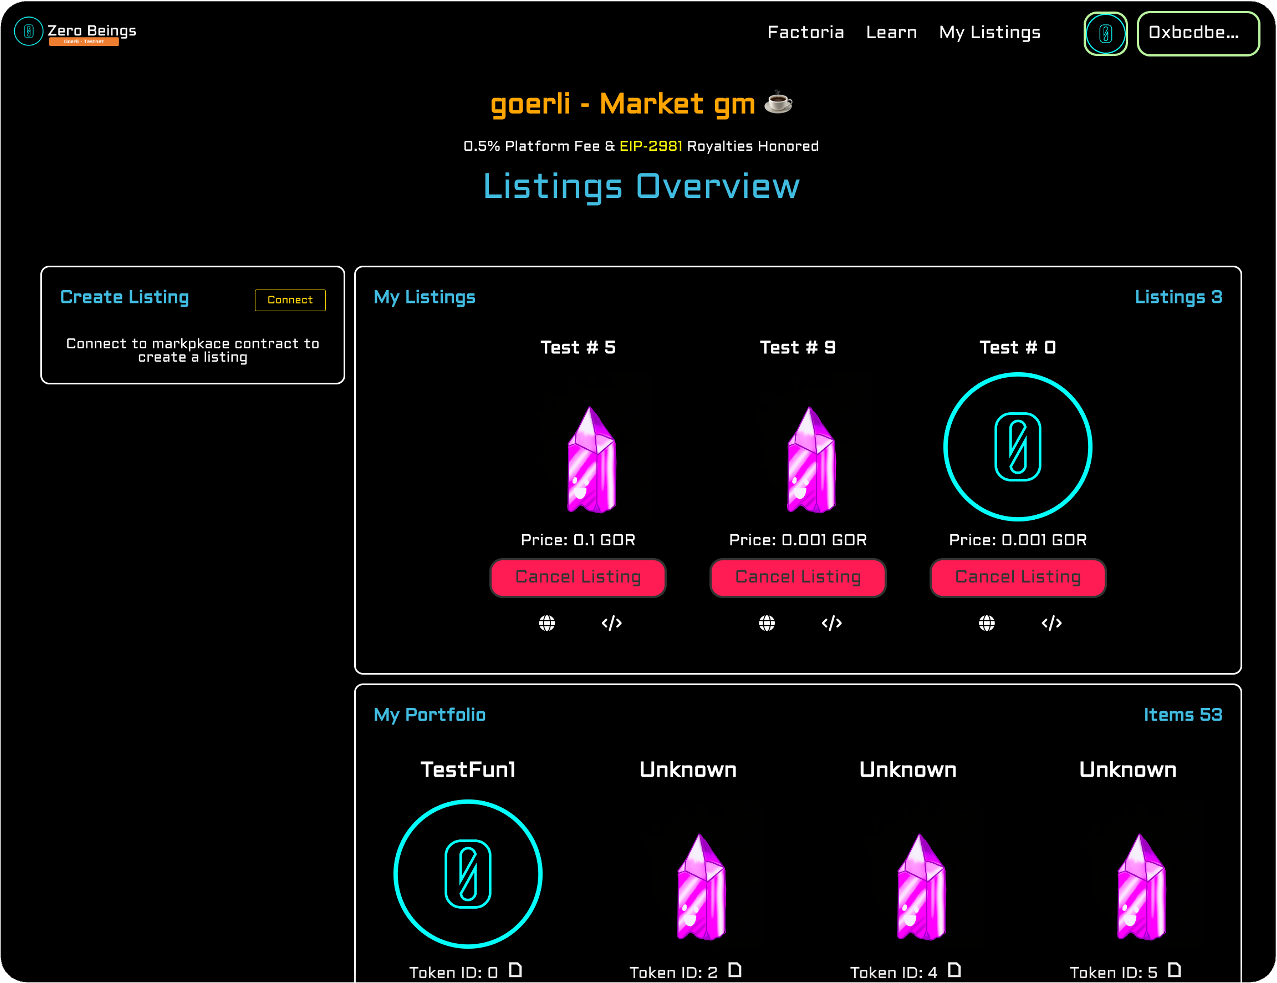 Zero Beings
Goerli - Testnet
Factoria
Learn
My Listings
0xbcdbe...
goerli - Market gm
0.5% Platform Fee & EIP-2981 Royalties Honored
Listings Overview
Create Listing
Connect
Connect to markpkace contract to
create a listing
My Listings
Listings 3
Test # 5
Test # 9
Test # 0
Price: 0.1 GOR
Price: 0.001 GOR
Price: 0.001 GOR
Cancel Listing
Cancel Listing
Cancel Listing
My Portfolio
Items 53
TestFun1
Unknown
Unknown
Unknown
Token ID: 0
Token ID: 2
Token ID: 4
Token ID: 5